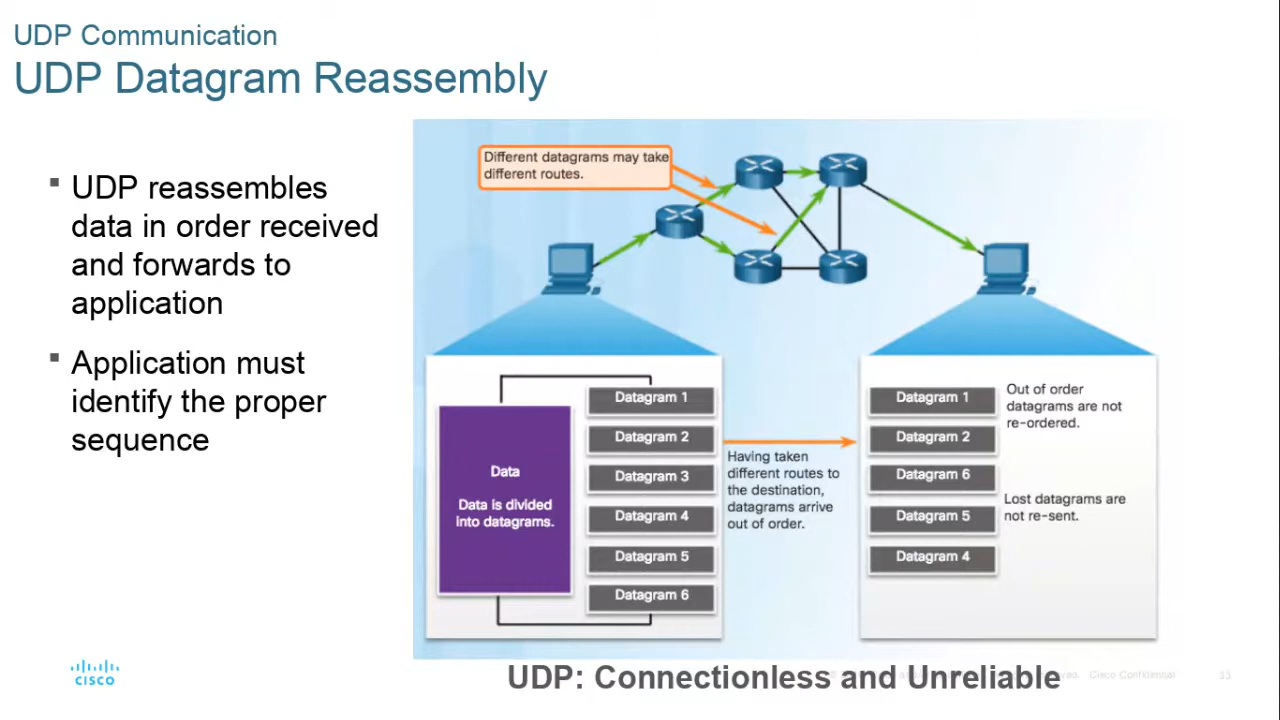 UDP Communication
UDP Datagram Reassembly
▪ UDP reassembles
data in order received
and forwards to
application
▪ Application must
identify the proper
sequence
Different datagrams may take
different routes.
Data
Data is divided
into datagrams.
Datagram 1
Datagram 2
Datagram 3
Datagram 4
Datagram 5
Datagram 6
Having taken
different routes to
the destination,
datagrams arrive
out of order.
Datagram 1
Datagram 2
Datagram 6
Datagram 5
Datagram 4
Out of order
datagrams are not
re-ordered.
Lost datagrams are
not re-sent.
UDP: Connectionless and Unreliable
CISCO
Cisco Confidential
33